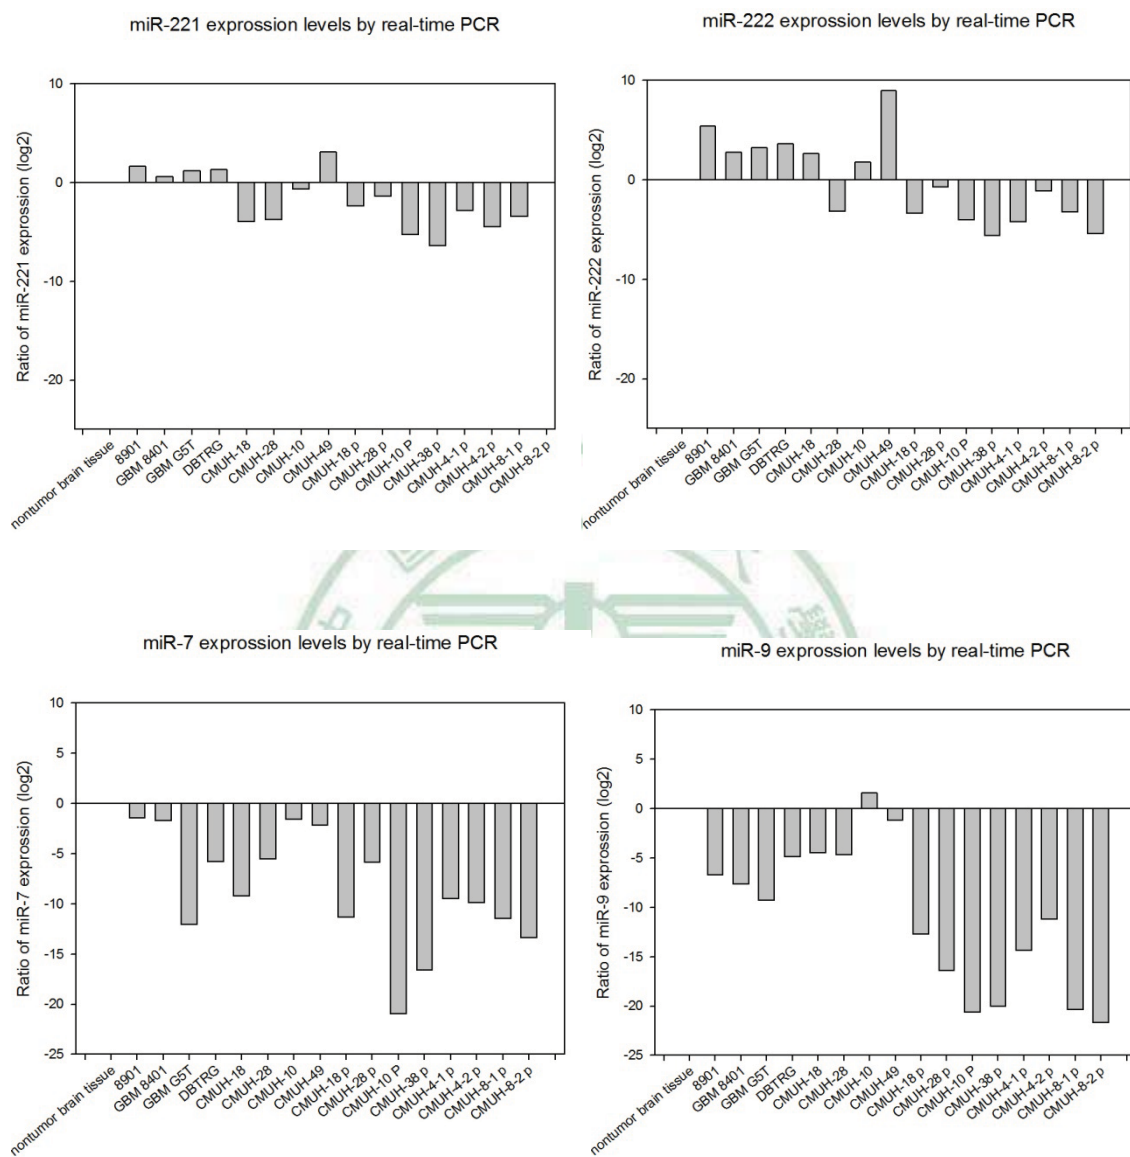 miR-221 exprossion levels by real-time PCR
Ratio of miR-221 exprossion (log2)
10
0
-10
-20
nontumor brain tissue
8901
GBM 8401
GBM G5T
DBTRG
CMUH-18
CMUH-28
CMUH-10
CMUH-49
CMUH-18 p
CMUH-28 p
CMUH-10 P
CMUH-38 p
CMUH-4-1 p
CMUH-4-2 p
CMUH-8-1 p
CMUH-8-2 p
miR-222 exprossion levels by real-time PCR
Ratio of miR-222 exprossion (log2)
10
0
-10
-20
nontumor brain tissue
8901
GBM 8401
GBM G5T
DBTRG
CMUH-18
CMUH-28
CMUH-10
CMUH-49
CMUH-18 p
CMUH-28 p
CMUH-10 P
CMUH-38 p
CMUH-4-1 p
CMUH-4-2 p
CMUH-8-1 p
CMUH-8-2 p
miR-7 exprossion levels by real-time PCR
Ratio of miR-7 exprossion (log2)
10
5
0
-5
-10
-15
-20
-25
nontumor brain tissue
8901
GBM 8401
GBM G5T
DBTRG
CMUH-18
CMUH-28
CMUH-10
CMUH-49
CMUH-18 p
CMUH-28 p
CMUH-10 P
CMUH-38 p
CMUH-4-1 p
CMUH-4-2 p
CMUH-8-1 p
CMUH-8-2 p
miR-9 exprossion levels by real-time PCR
Ratio of miR-9 exprossion (log2)
10
5
0
-5
-10
-15
-20
-25
nontumor brain tissue
8901
GBM 8401
GBM G5T
DBTRG
CMUH-18
CMUH-28
CMUH-10
CMUH-49
CMUH-18 p
CMUH-28 p
CMUH-10 P
CMUH-38 p
CMUH-4-1 p
CMUH-4-2 p
CMUH-8-1 p
CMUH-8-2 p